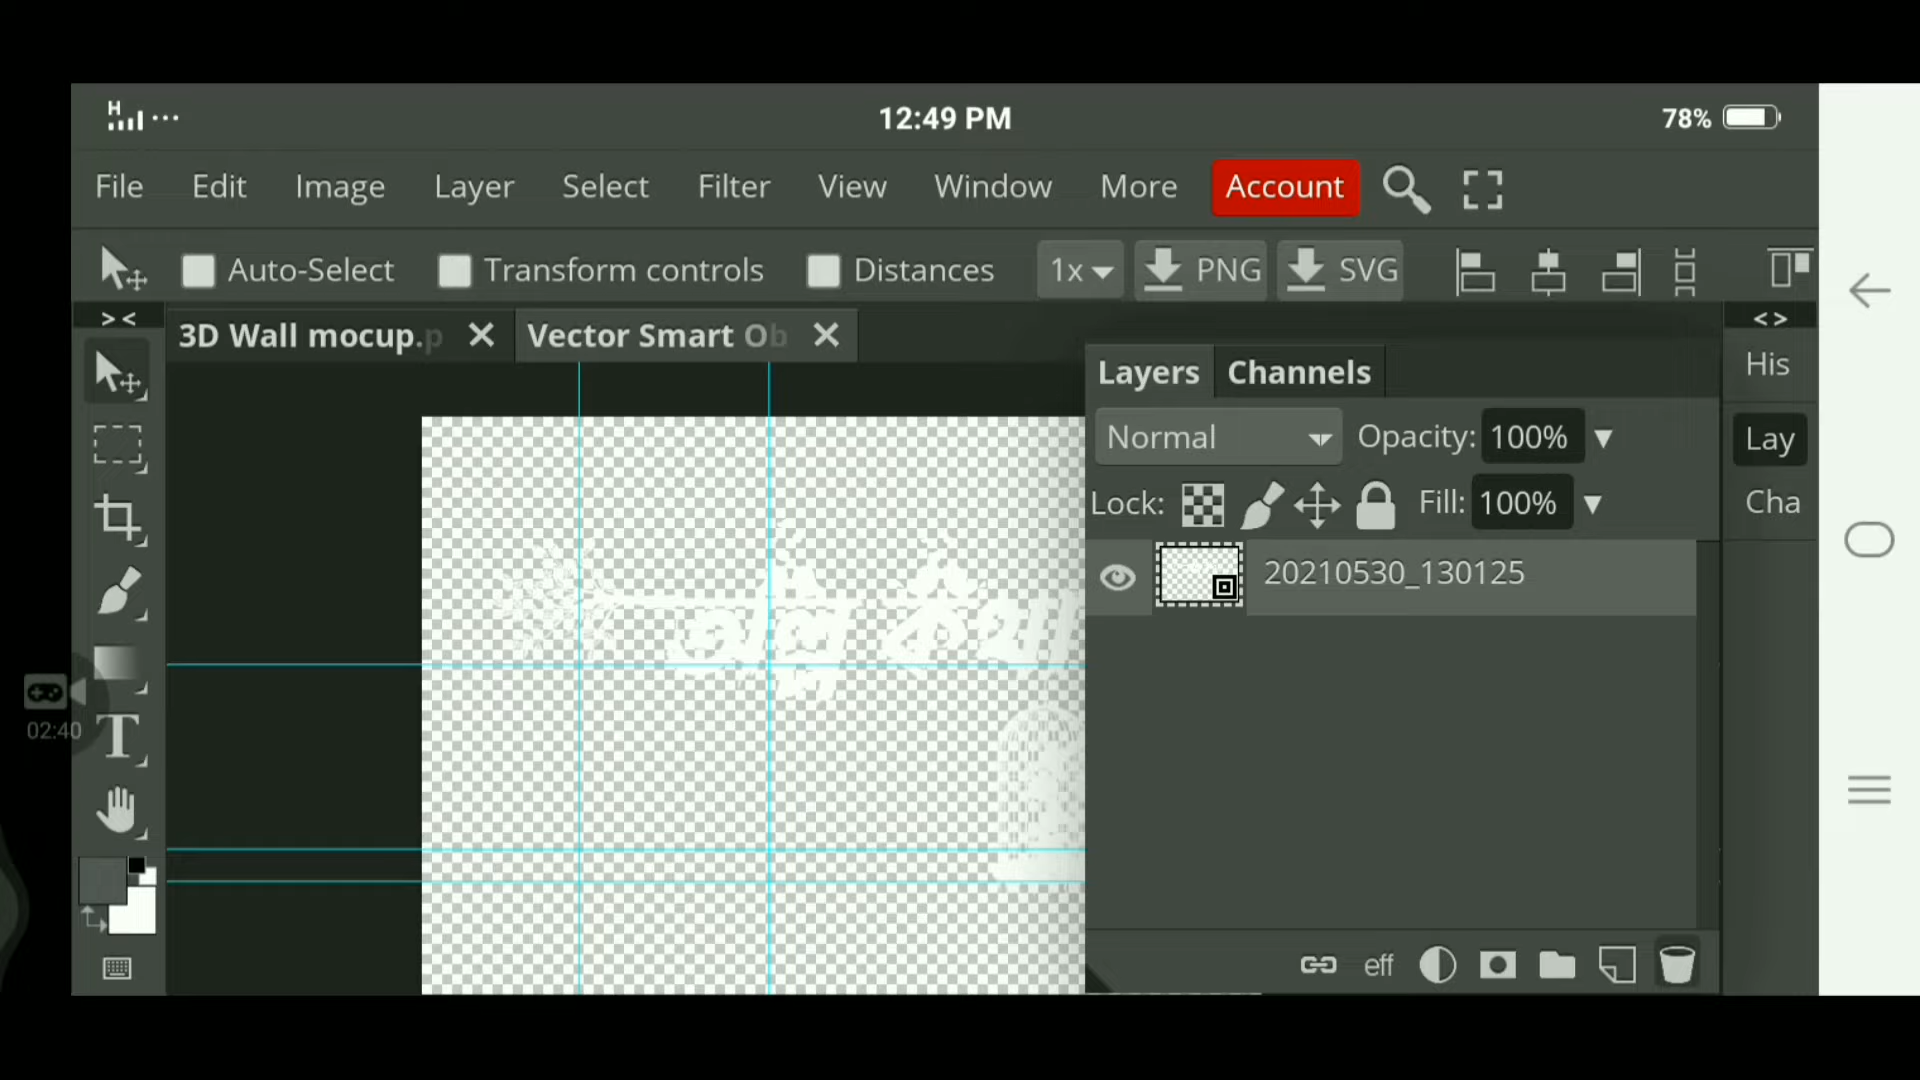 H
12:49 PM
78%
File Edit Image Layer Select Filter View Window More Account
Auto-Select Transform controls Distances 1x PNG SVG
> < 3D Wall mocup.p Vector Smart Ob < >
His
Layers Channels
Normal Opacity: 100%
Lay
Lock: Fill: 100%
Cha
20210530_130125
02:40
T
eff